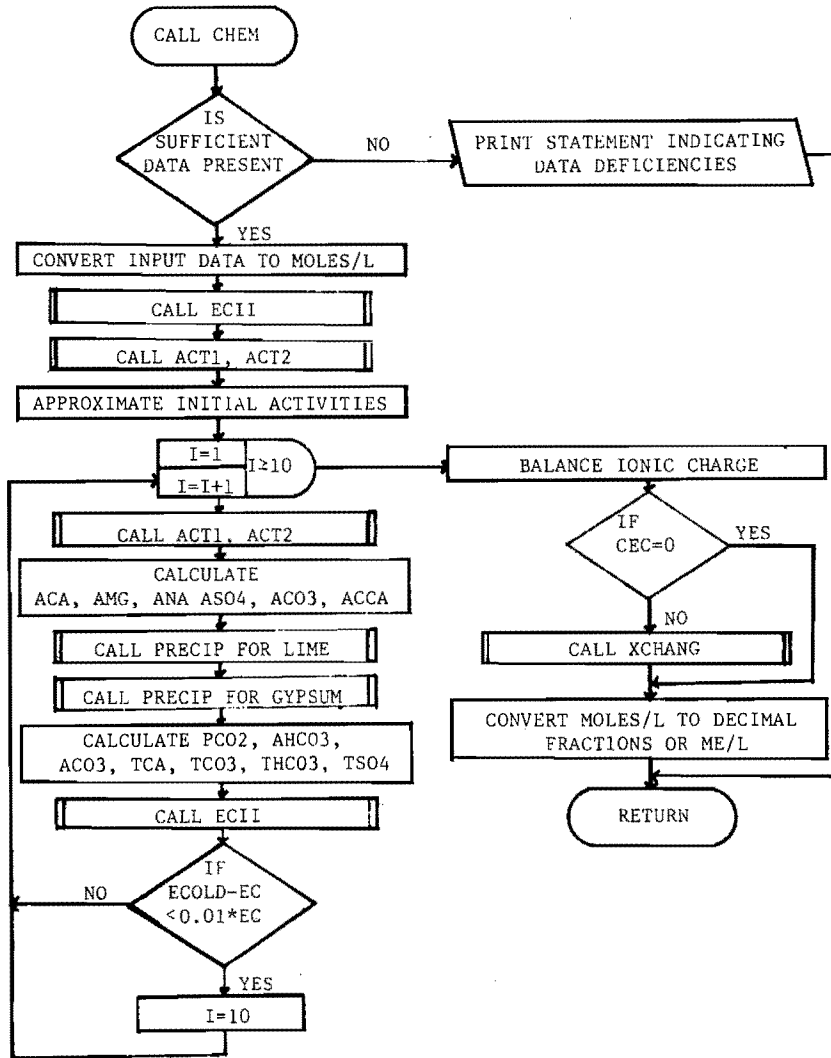 CALL CHEM
IS
SUFFICIENT
DATA PRESENT
NO
PRINT STATEMENT INDICATING
DATA DEFICIENCIES
YES
CONVERT INPUT DATA TO MOLES/L
CALL ECII
CALL ACT1, ACT2
APPROXIMATE INITIAL ACTIVITIES
I=1
I=I+1
I≥10
CALL ACT1, ACT2
CALCULATE
ACA, AMG, ANA ASO4, ACO3, ACCA
CALL PRECIP FOR LIME
CALL PRECIP FOR GYPSUM
CALCULATE PCO2, AHCO3,
ACO3, TCA, TCO3, THCO3, TSO4
CALL ECII
IF
ECOLD-EC
<0.01*EC
NO
YES
I=10
BALANCE IONIC CHARGE
IF
CEC=0
YES
NO
CALL XCHANG
CONVERT MOLES/L TO DECIMAL
FRACTIONS OR ME/L
RETURN